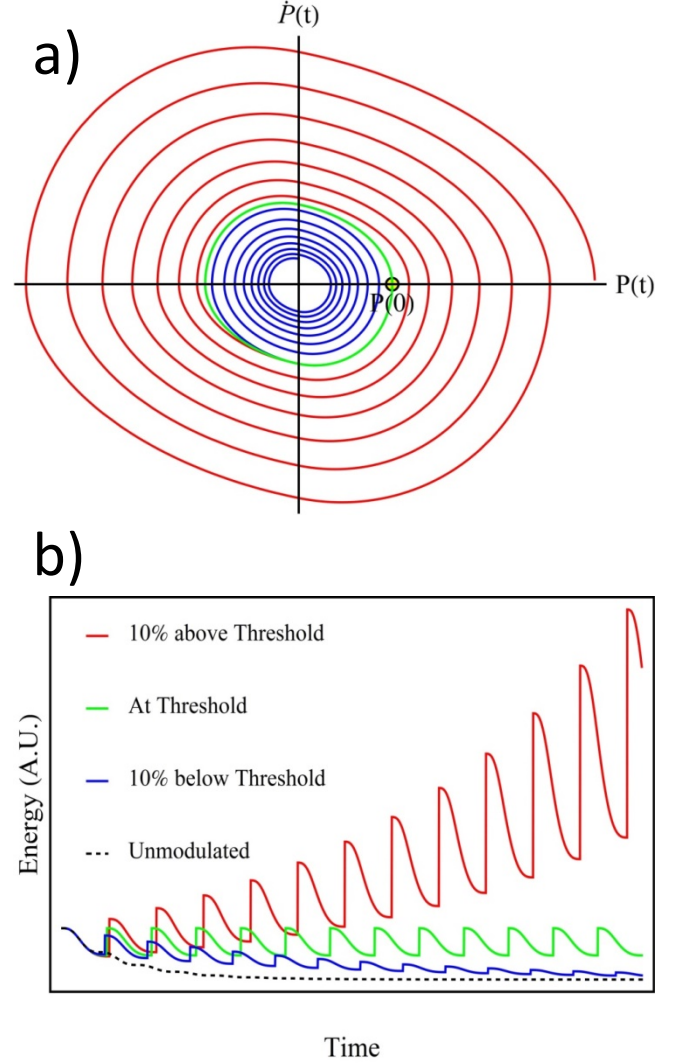 Ṗ(t)
a)
P(t)
P(0)
b)
10% above Threshold
At Threshold
10% below Threshold
Unmodulated
Energy (A.U.)
Time